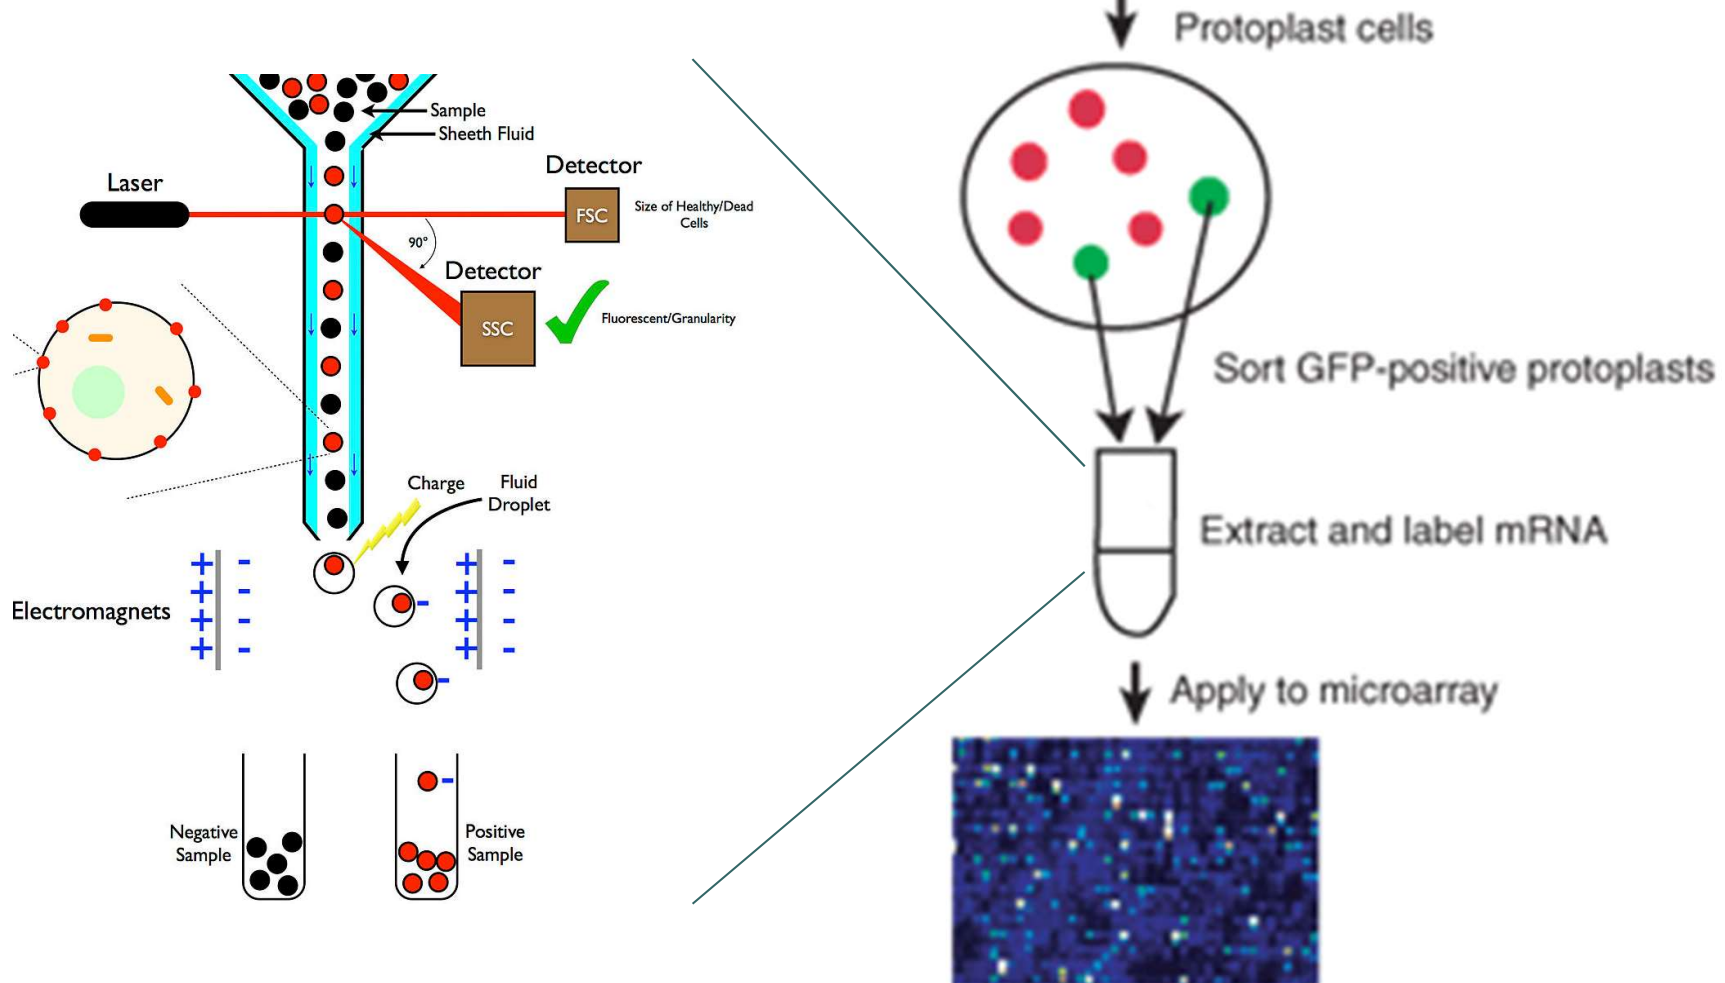 Sample
Sheeth Fluid
Laser
Detector
FSC
Size of Healthy/Dead
Cells
90°
Detector
SSC
Fluorescent/Granularity
Charge
Fluid
Droplet
+ -
+ -
+ -
+ -
Electromagnets
+ -
+ -
+ -
+ -
-
-
-
Negative
Sample
Positive
Sample
Protoplast cells
Sort GFP-positive protoplasts
Extract and label mRNA
Apply to microarray